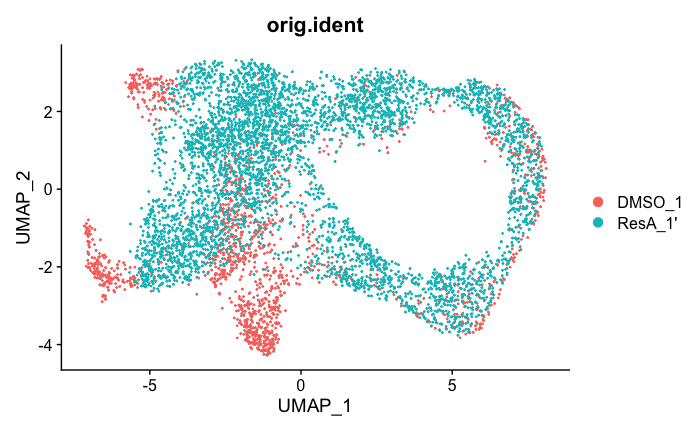 orig.ident
2
0
-2
-4
UMAP_2
-5
0
5
UMAP_1
DMSO_1
ResA_1'